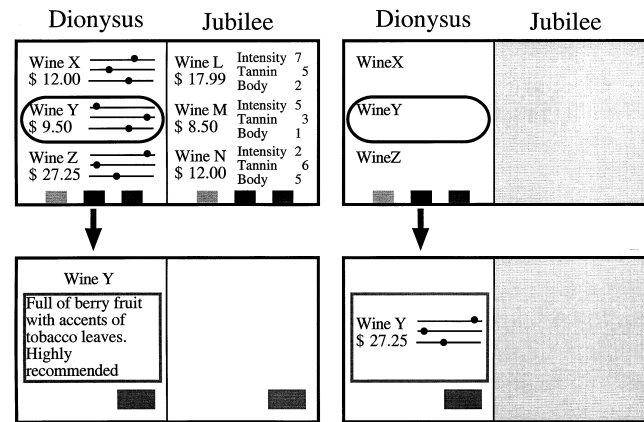 Dionysus
Jubilee
Dionysus
Jubilee
Wine X
$ 12.00
Wine L
$ 17.99
Intensity 7
Tannin 5
Body 2
Wine Y
$ 9.50
Wine M
$ 8.50
Intensity 5
Tannin 3
Body 1
Wine Z
$ 27.25
Wine N
$ 12.00
Intensity 2
Tannin 6
Body 5
WineX
WineY
WineZ
Wine Y
Full of berry fruit
with accents of
tobacco leaves.
Highly
recommended
Wine Y
$ 27.25